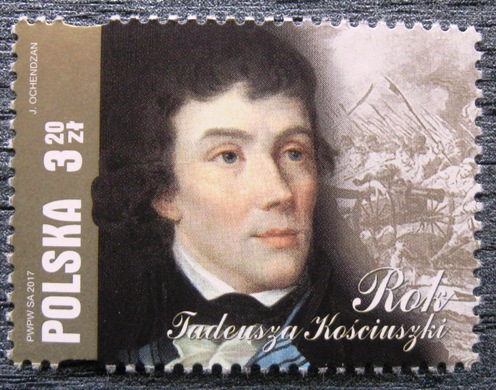 J. OCHENDZAN
3 20 zł
POLSKA
PWPW SA 2017
Rok
Tadeusza Kościuszki